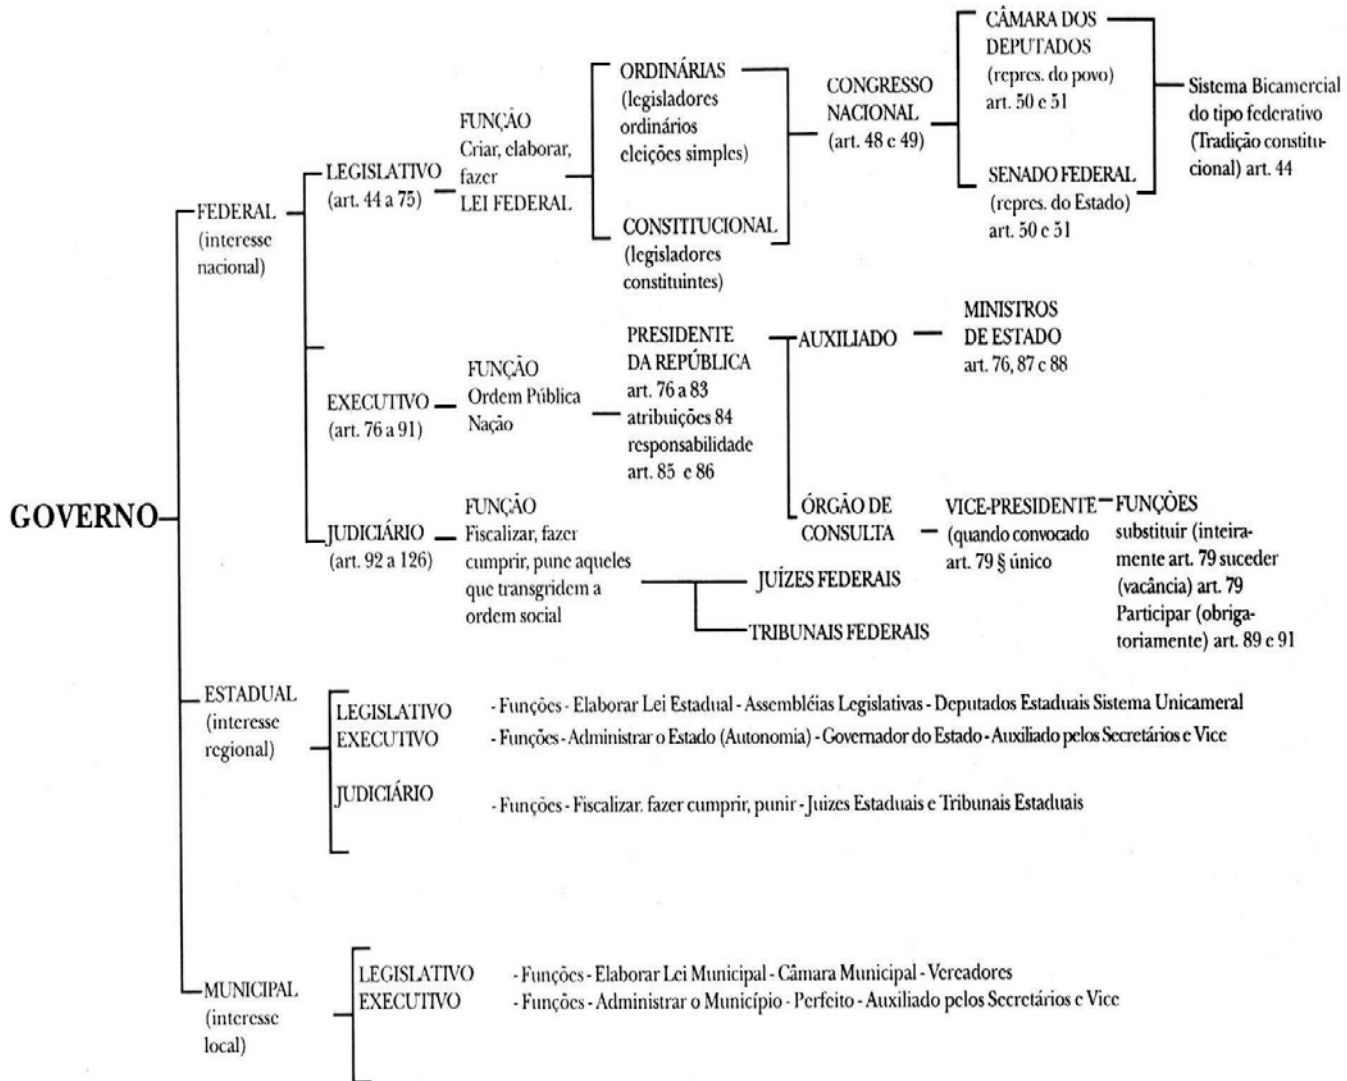 GOVERNO
FEDERAL
(interesse
nacional)
LEGISLATIVO
(art. 44 a 75)
FUNÇÃO
Criar, elaborar,
fazer
LEI FEDERAL
ORDINÁRIAS
(legisladores
ordinários
eleições simples)
CONSTITUCIONAL
(legisladores
constituintes)
CONGRESSO
NACIONAL
(art. 48 e 49)
CÂMARA DOS
DEPUTADOS
(repres. do povo)
art. 50 e 51
SENADO FEDERAL
(repres. do Estado)
art. 50 e 51
Sistema Bicamercial
do tipo federativo
(Tradição constitu-
cional) art. 44
EXECUTIVO
(art. 76 a 91)
FUNÇÃO
Ordem Pública
Nação
PRESIDENTE
DA REPÚBLICA
art. 76 a 83
atribuições 84
responsabilidade
art. 85 e 86
AUXILIADO
MINISTROS
DE ESTADO
art. 76, 87 e 88
ÓRGÃO DE
CONSULTA
VICE-PRESIDENTE
(quando convocado
art. 79 § único
FUNÇÕES
substituir (inteira-
mente art. 79 suceder
(vacância) art. 79
Participar (obriga-
toriamente) art. 89 e 91
JUDICIÁRIO
(art. 92 a 126)
FUNÇÃO
Fiscalizar, fazer
cumprir, pune aqueles
que transgridem a
ordem social
JUÍZES FEDERAIS
TRIBUNAIS FEDERAIS
ESTADUAL
(interesse
regional)
LEGISLATIVO - Funções - Elaborar Lei Estadual - Assembléias Legislativas - Deputados Estaduais Sistema Unicameral
EXECUTIVO - Funções - Administrar o Estado (Autonomia) - Governador do Estado - Auxiliado pelos Secretários e Vice
JUDICIÁRIO - Funções - Fiscalizar. fazer cumprir, punir - Juizes Estaduais e Tribunais Estaduais
MUNICIPAL
(interesse
local)
LEGISLATIVO - Funções - Elaborar Lei Municipal - Câmara Municipal - Vereadores
EXECUTIVO - Funções - Administrar o Município - Perfeito - Auxiliado pelos Secretários e Vice